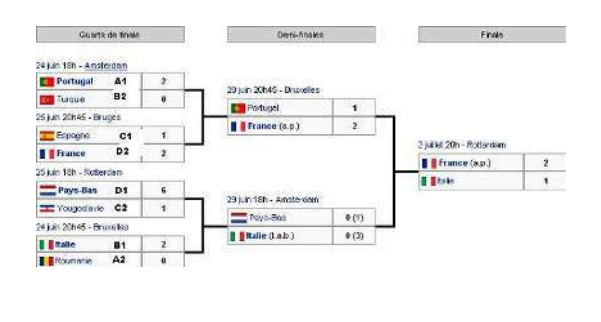 Quarts de finale
Demi-finales
Finale
24 juin 18h - Amsterdam
Portugal A1 2
Turquie B2 0
25 juin 20h45 - Bruges
Espagne C1 1
France D2 2
25 juin 18h - Rotterdam
Pays-Bas D1 6
Yougoslavie C2 1
24 juin 20h45 - Bruxelles
Italie B1 2
Roumanie A2 0
20 juin 20h45 - Bruxelles
Portugal 1
France (a.p.) 2
29 juin 18h - Amsterdam
Pays-Bas 0 (1)
Italie (t.a.b.) 0 (3)
2 juillet 20h - Rotterdam
France (a.p.) 2
Italie 1